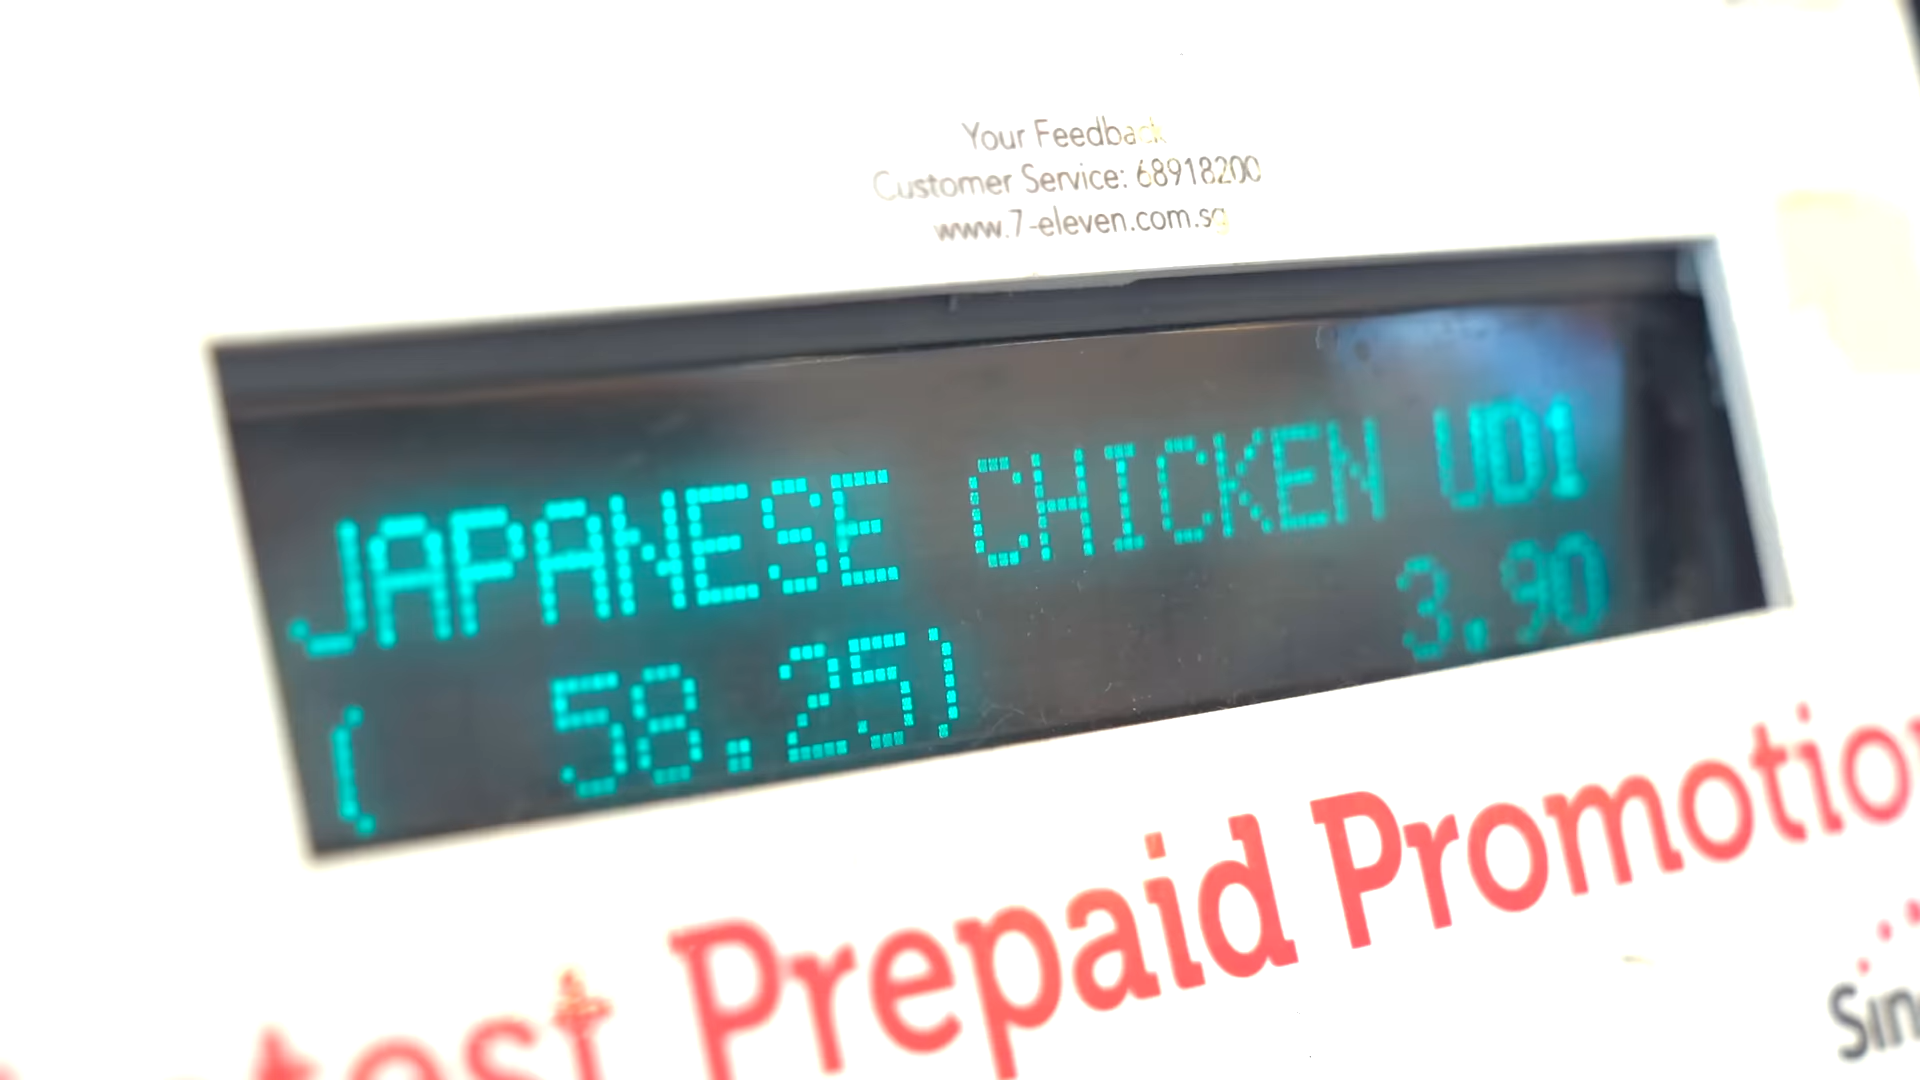 Your Feedback
Customer Service: 68918200
www.7-eleven.com.sg
JAPANESE CHICKEN UD1
( 58.25) 3.90
Prepaid Promotion